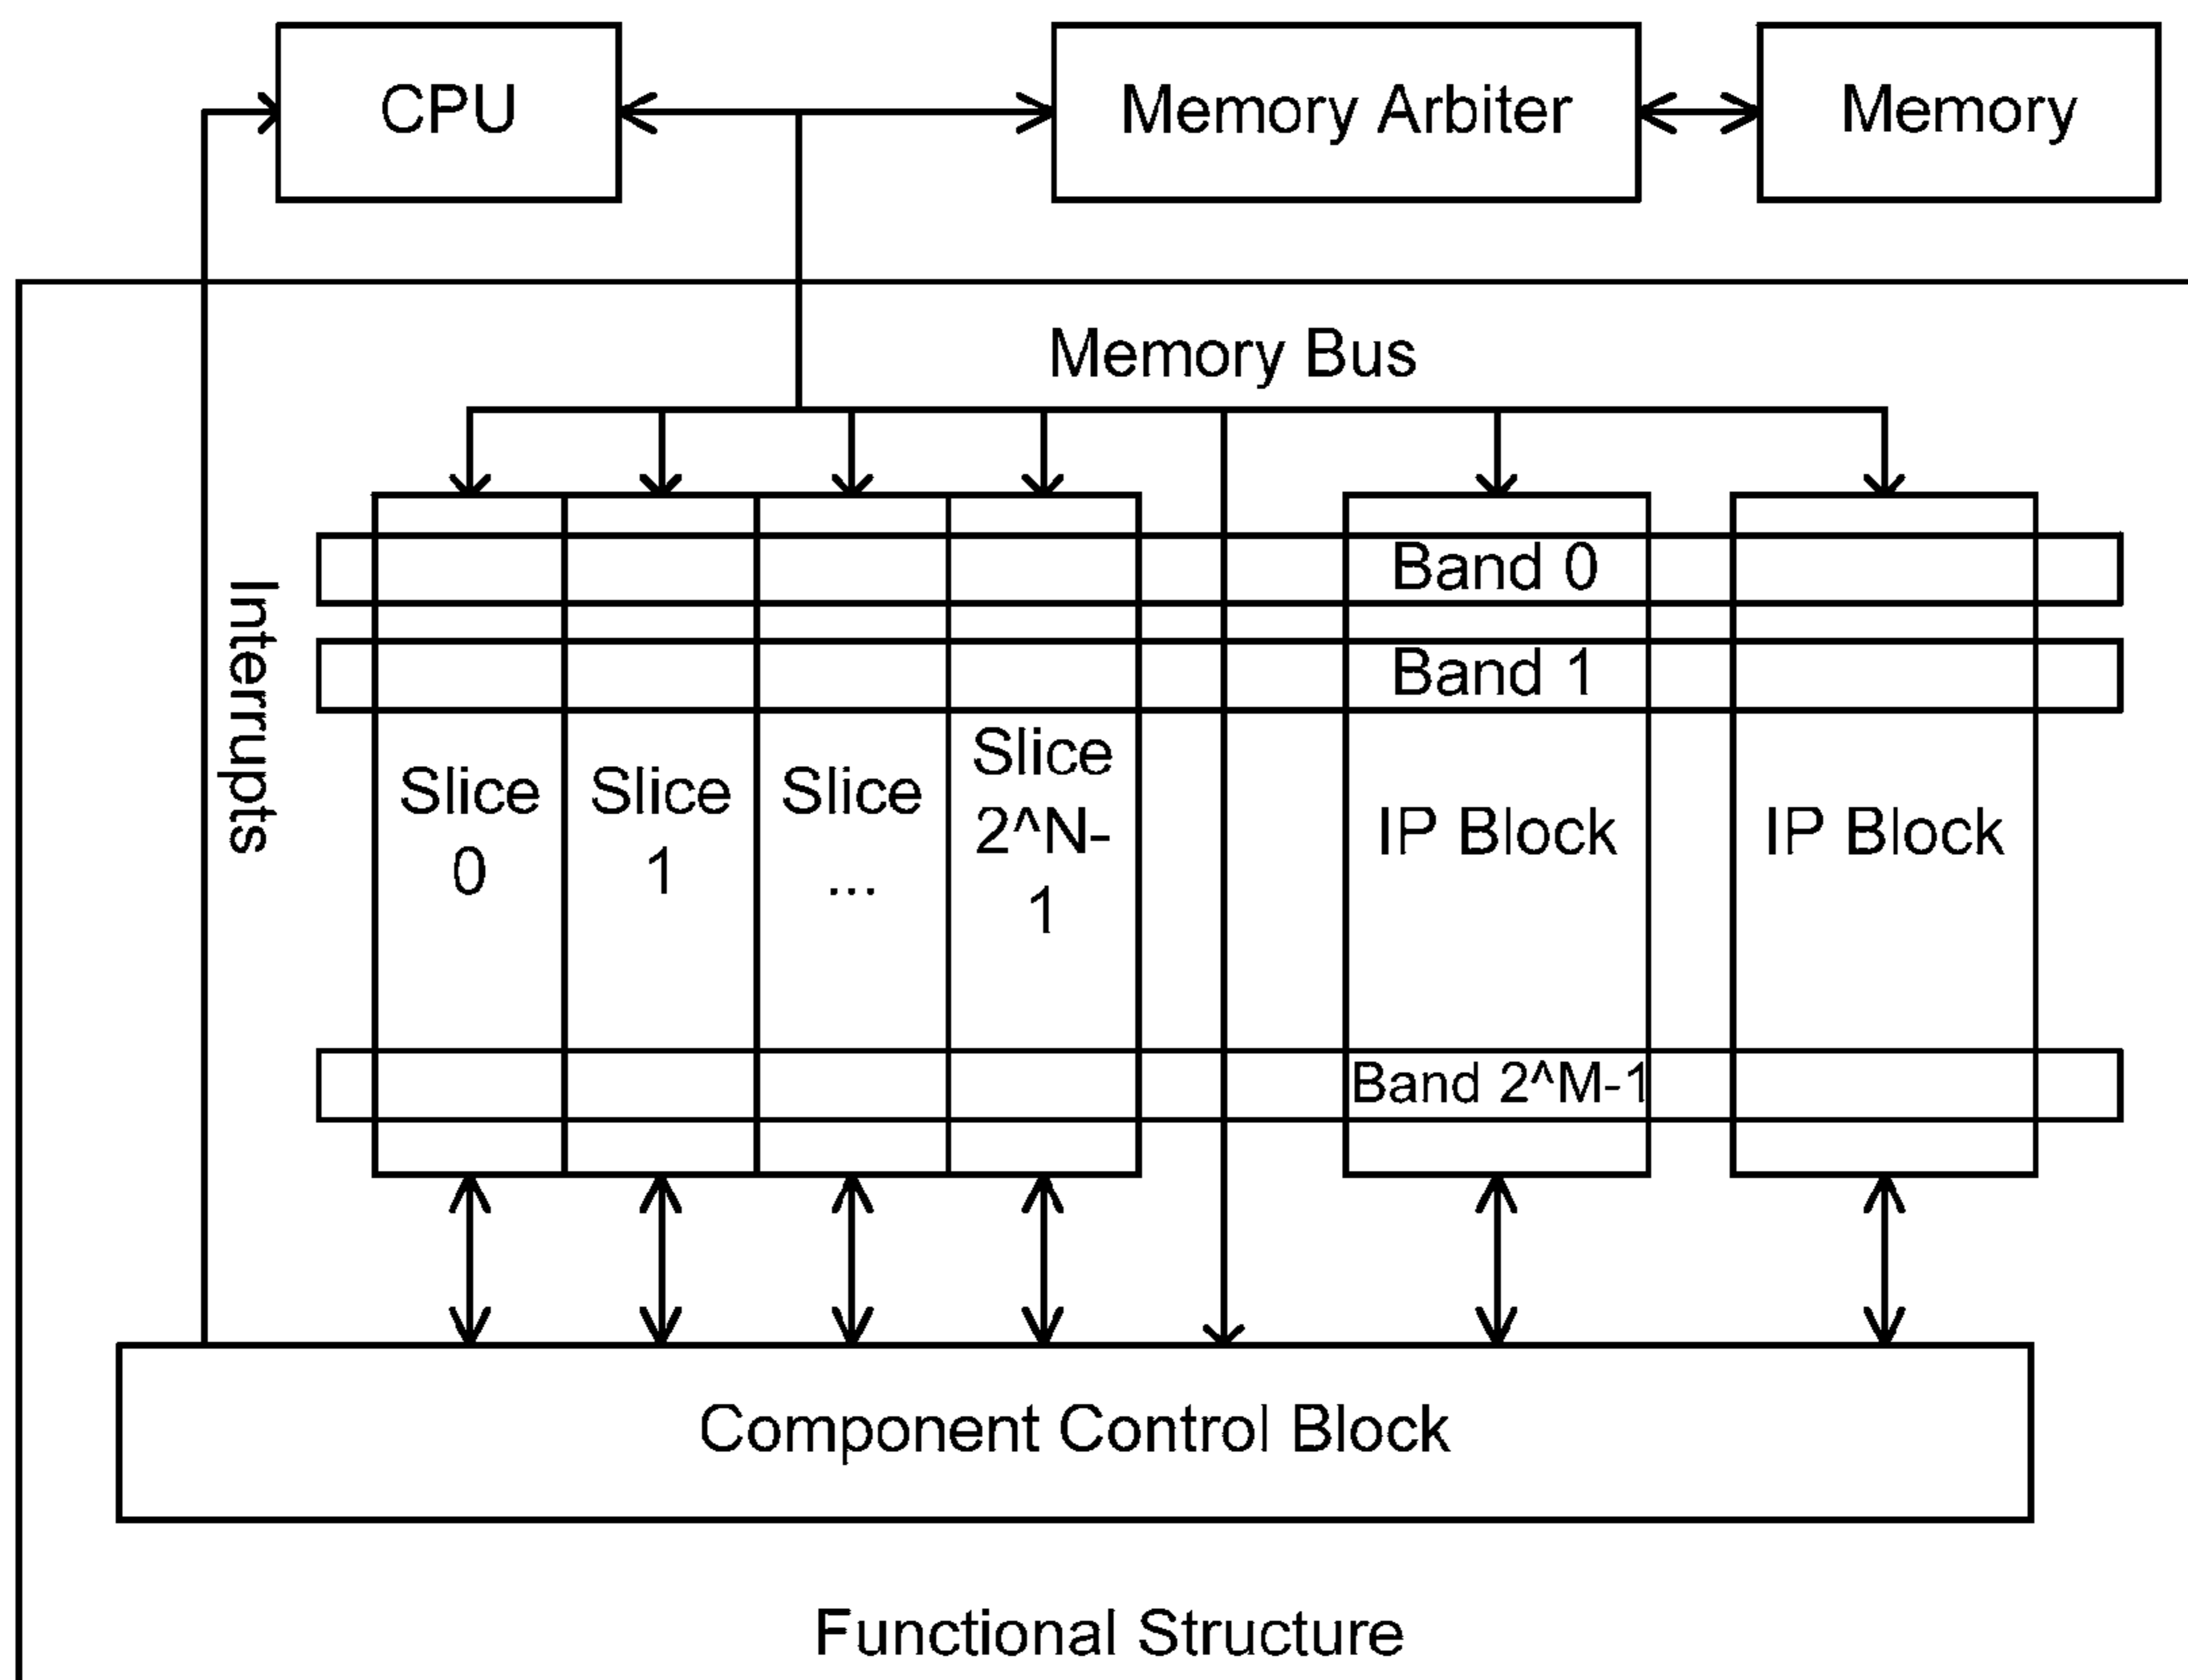 CPU
Memory Arbiter
Memory
Memory Bus
Band 0
Band 1
Interrupts
Slice
0
Slice
1
Slice
...
Slice
2^N-
1
IP Block
IP Block
Band 2^M-1
Component Control Block
Functional Structure